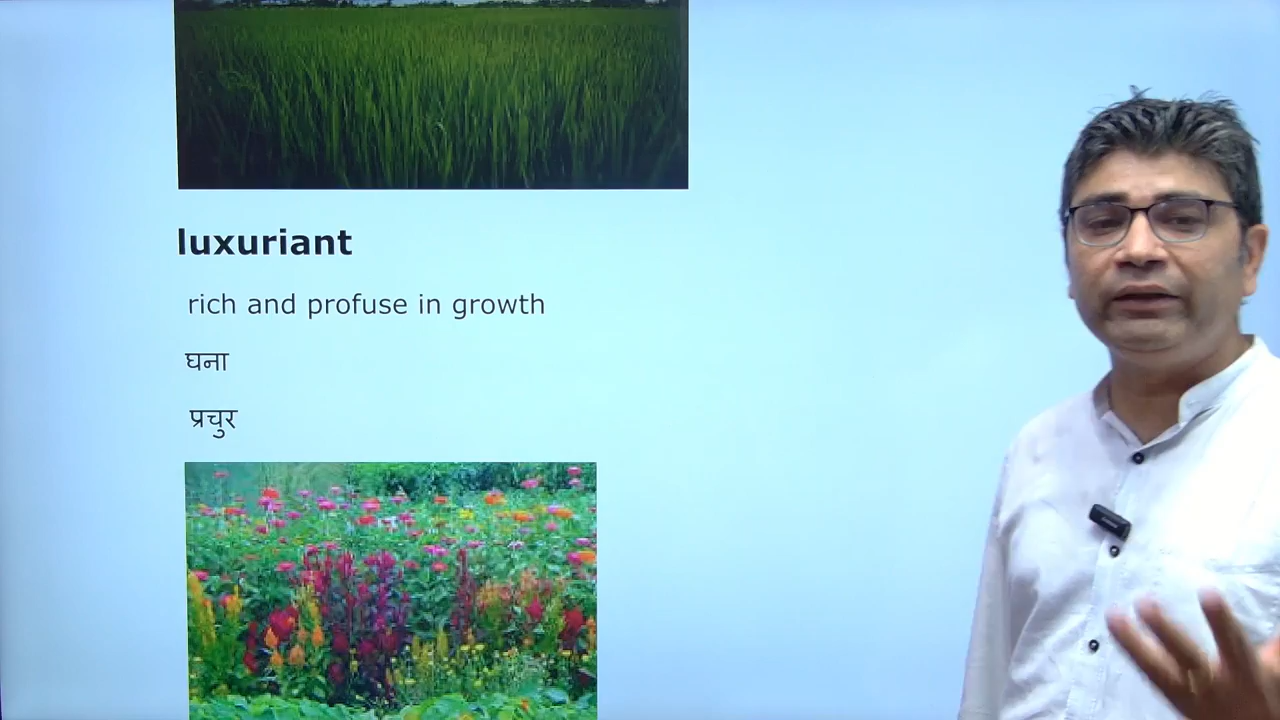 luxuriant
rich and profuse in growth
घना
प्रचुर